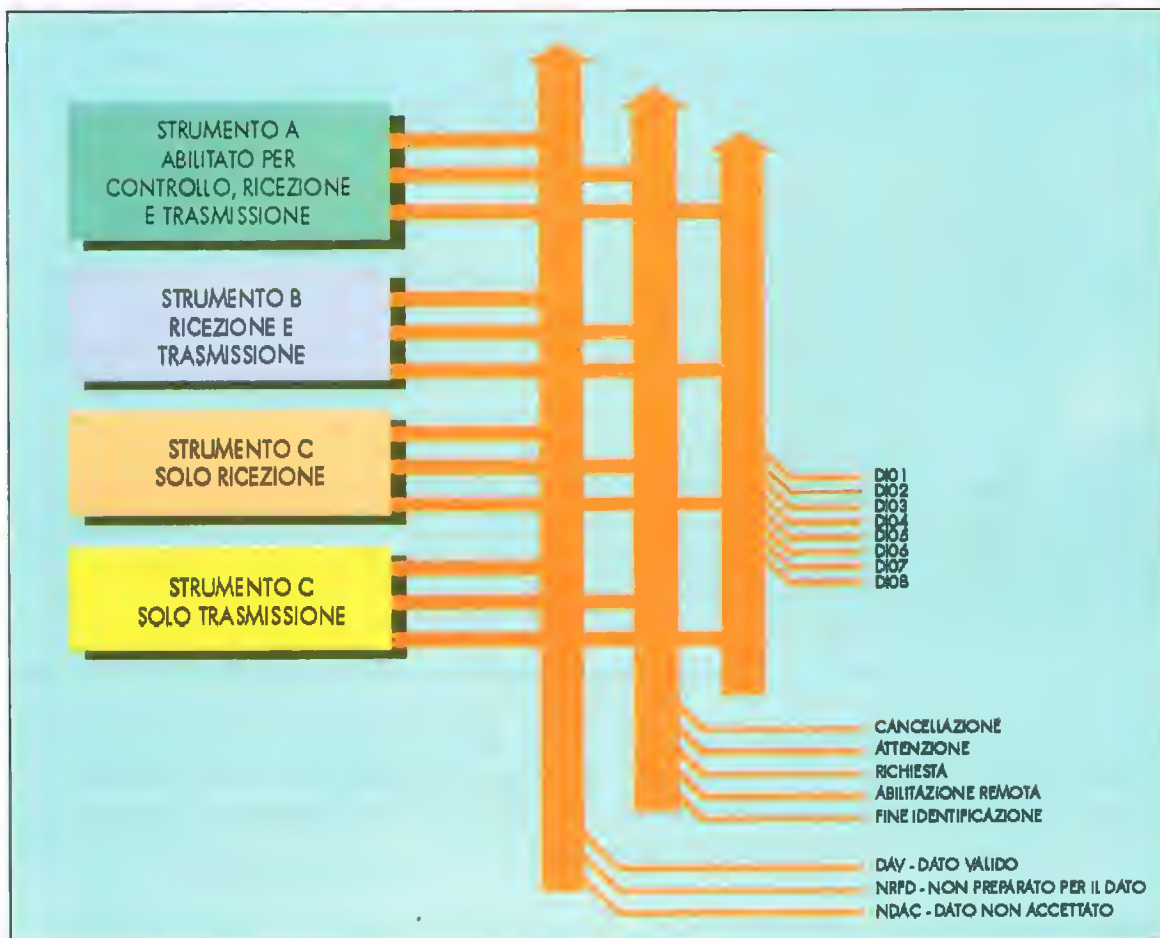 STRUMENTO A
ABILITATO PER
CONTROLLO, RICEZIONE
E TRASMISSIONE
STRUMENTO B
RICEZIONE E
TRASMISSIONE
STRUMENTO C
SOLO RICEZIONE
STRUMENTO C
SOLO TRASMISSIONE
DIO1
DIO2
DIO3
DIO4
DIO5
DIO6
DIO7
DIO8
CANCELLAZIONE
ATTENZIONE
RICHIESTA
ABILITAZIONE REMOTA
FINE IDENTIFICAZIONE
DAV - DATO VALIDO
NRFD - NON PREPARATO PER IL DATO
NDAC - DATO NON ACCETTATO